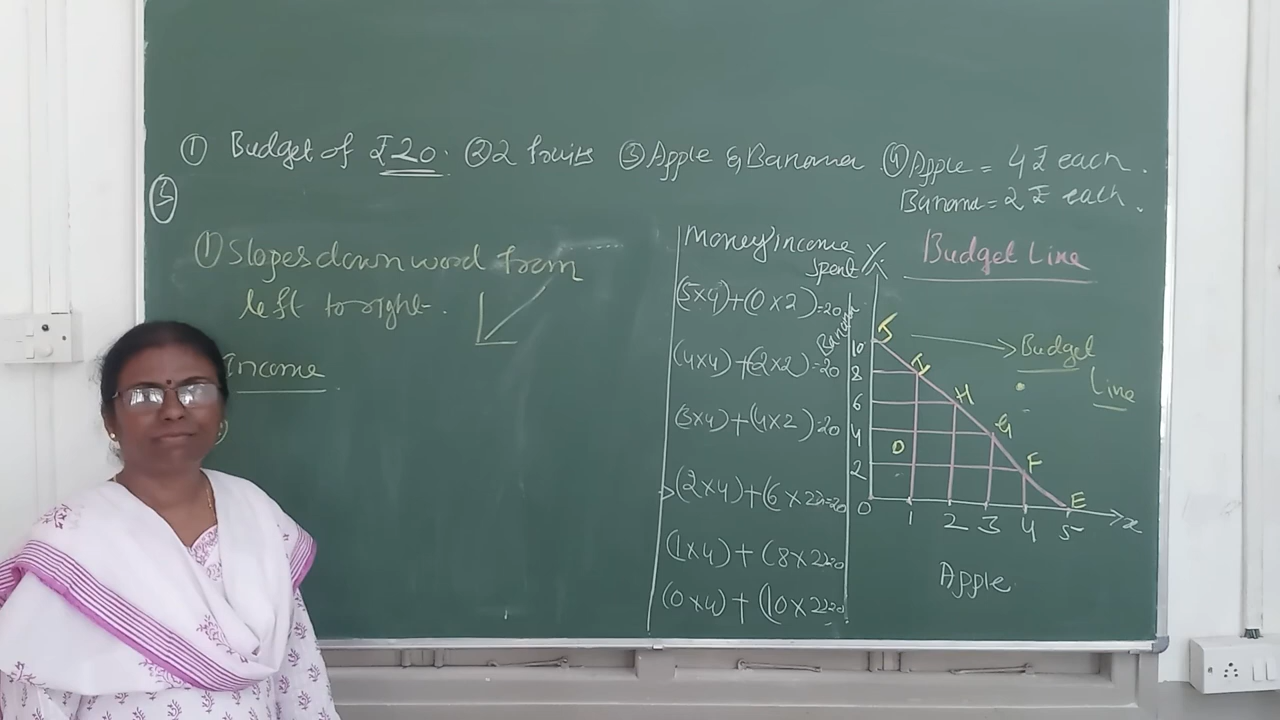 ① Budget of ₹20. ② 2 fruits ③ Apple & Banana ④ Apple = 4₹ each.
Banana = 2₹ each.
⑤
① Slopes downword from
left to right.
Income
Money Income
Spent
(5×4)+(0×2)=20
(4×4)+(2×2)=20
(3×4)+(4×2)=20
(2×4)+(6×2)=20
(1×4)+(8×2)=20
(0×4)+(10×2)=20
Budget Line
Y
Banana
10 J
Budget
Line
8 I
6 H
4 G
O
2 F
0 E
1 2 3 4 5 x
Apple